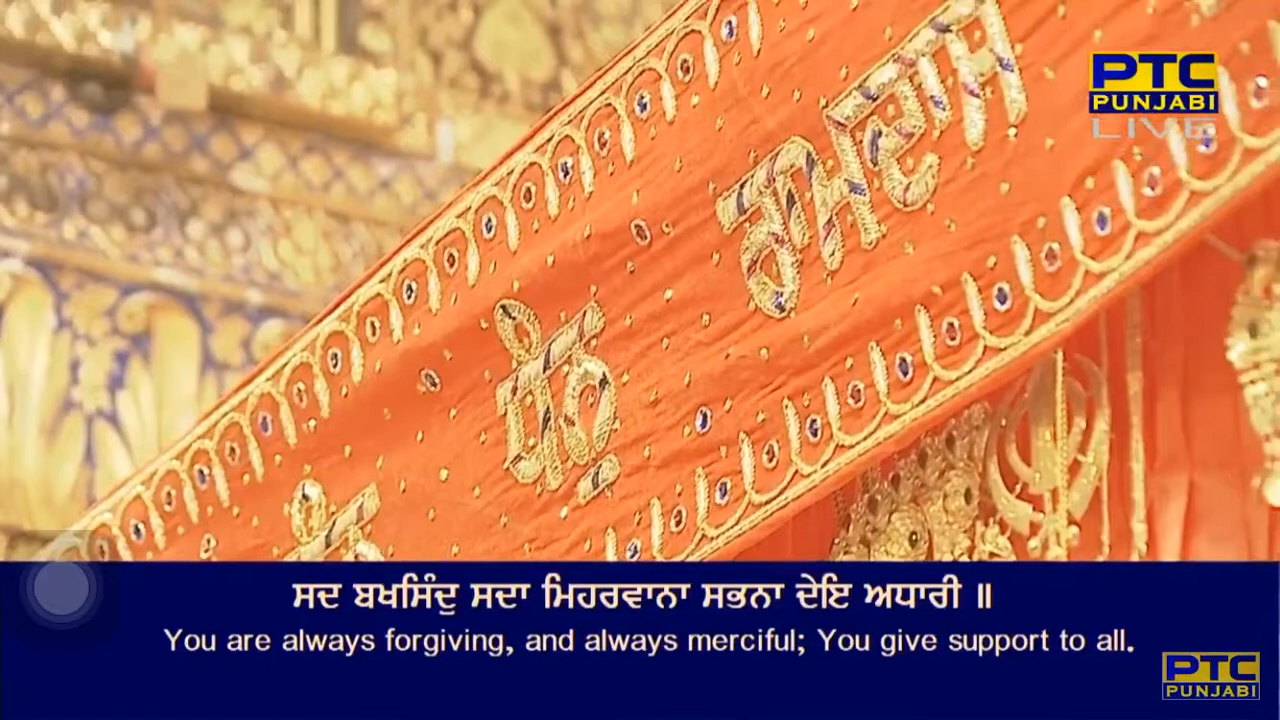 PTC
PUNJABI
LIVE
ਧੰਨੁ ਰਾਮਦਾਸ
ਸਦ ਬਖਸਿੰਦੁ ਸਦਾ ਮਿਹਰਵਾਨਾ ਸਭਨਾ ਦੇਇ ਅਧਾਰੀ ॥
You are always forgiving, and always merciful; You give support to all.
PTC
PUNJABI